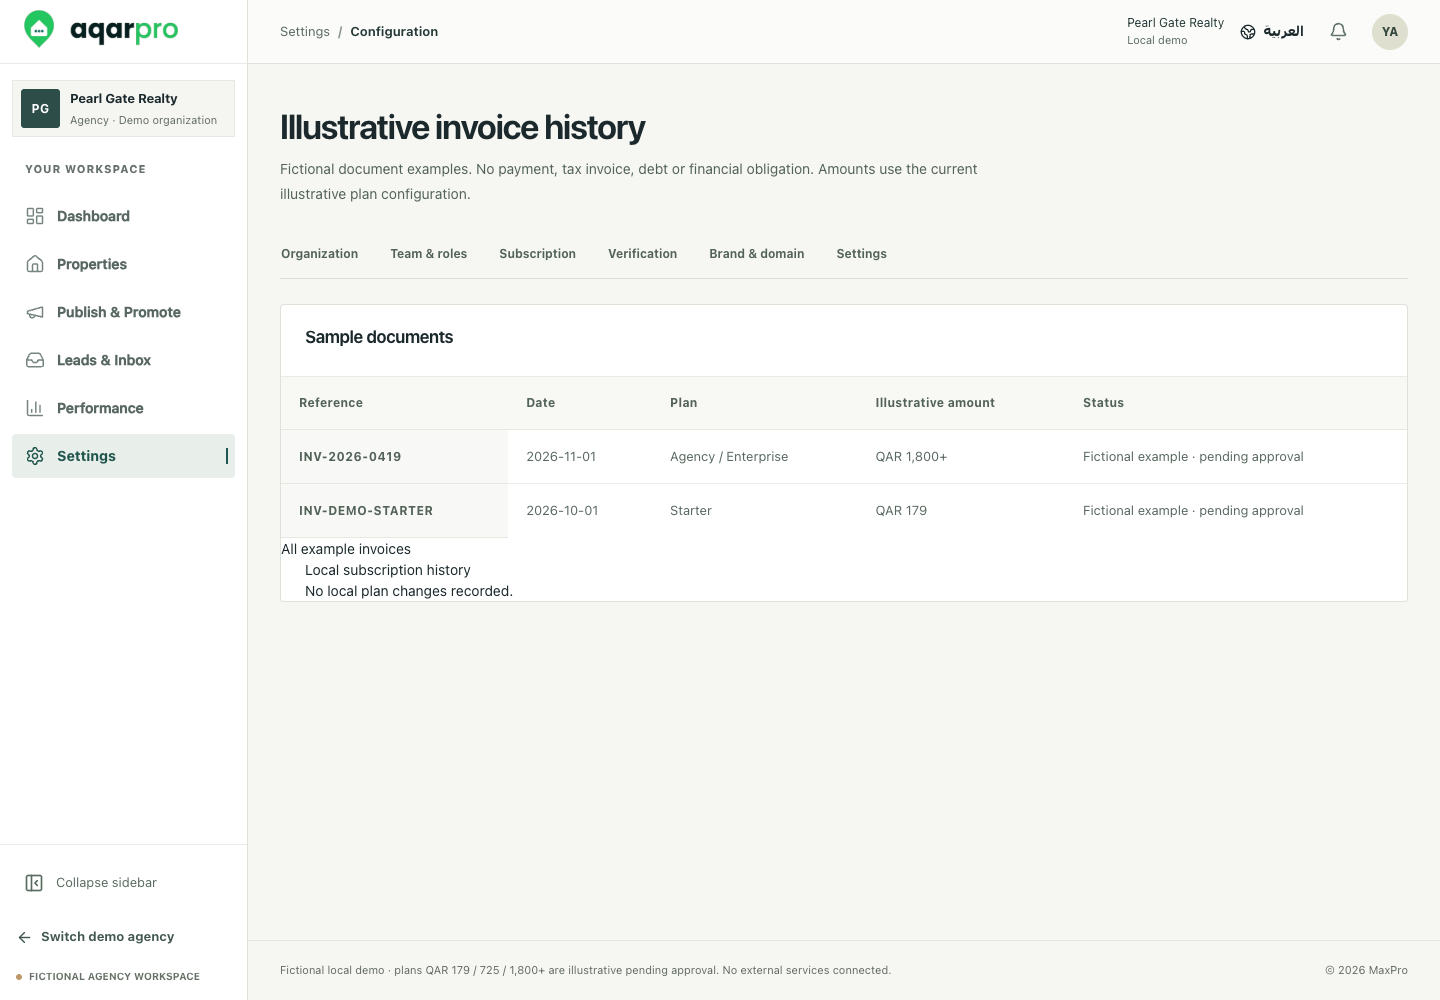 aqarpro
Settings / Configuration
Pearl Gate Realty
Local demo
العربية
YA
PG
Pearl Gate Realty
Agency · Demo organization
YOUR WORKSPACE
Dashboard
Properties
Publish & Promote
Leads & Inbox
Performance
Settings
Collapse sidebar
Switch demo agency
FICTIONAL AGENCY WORKSPACE
Illustrative invoice history
Fictional document examples. No payment, tax invoice, debt or financial obligation. Amounts use the current
illustrative plan configuration.
Organization Team & roles Subscription Verification Brand & domain Settings
Sample documents
Reference Date Plan Illustrative amount Status
INV-2026-0419 2026-11-01 Agency / Enterprise QAR 1,800+ Fictional example · pending approval
INV-DEMO-STARTER 2026-10-01 Starter QAR 179 Fictional example · pending approval
All example invoices
Local subscription history
No local plan changes recorded.
Fictional local demo · plans QAR 179 / 725 / 1,800+ are illustrative pending approval. No external services connected.
© 2026 MaxPro